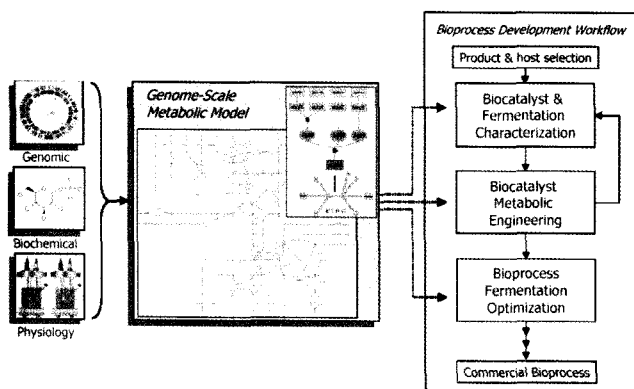 Bioprocess Development Workflow
Product & host selection
Genome-Scale
Metabolic Model
Biocatalyst &
Fermentation
Characterization
Genomic
Biocatalyst
Metabolic
Engineering
Biochemical
Bioprocess
Fermentation
Optimization
Physiology
Commercial Bioprocess